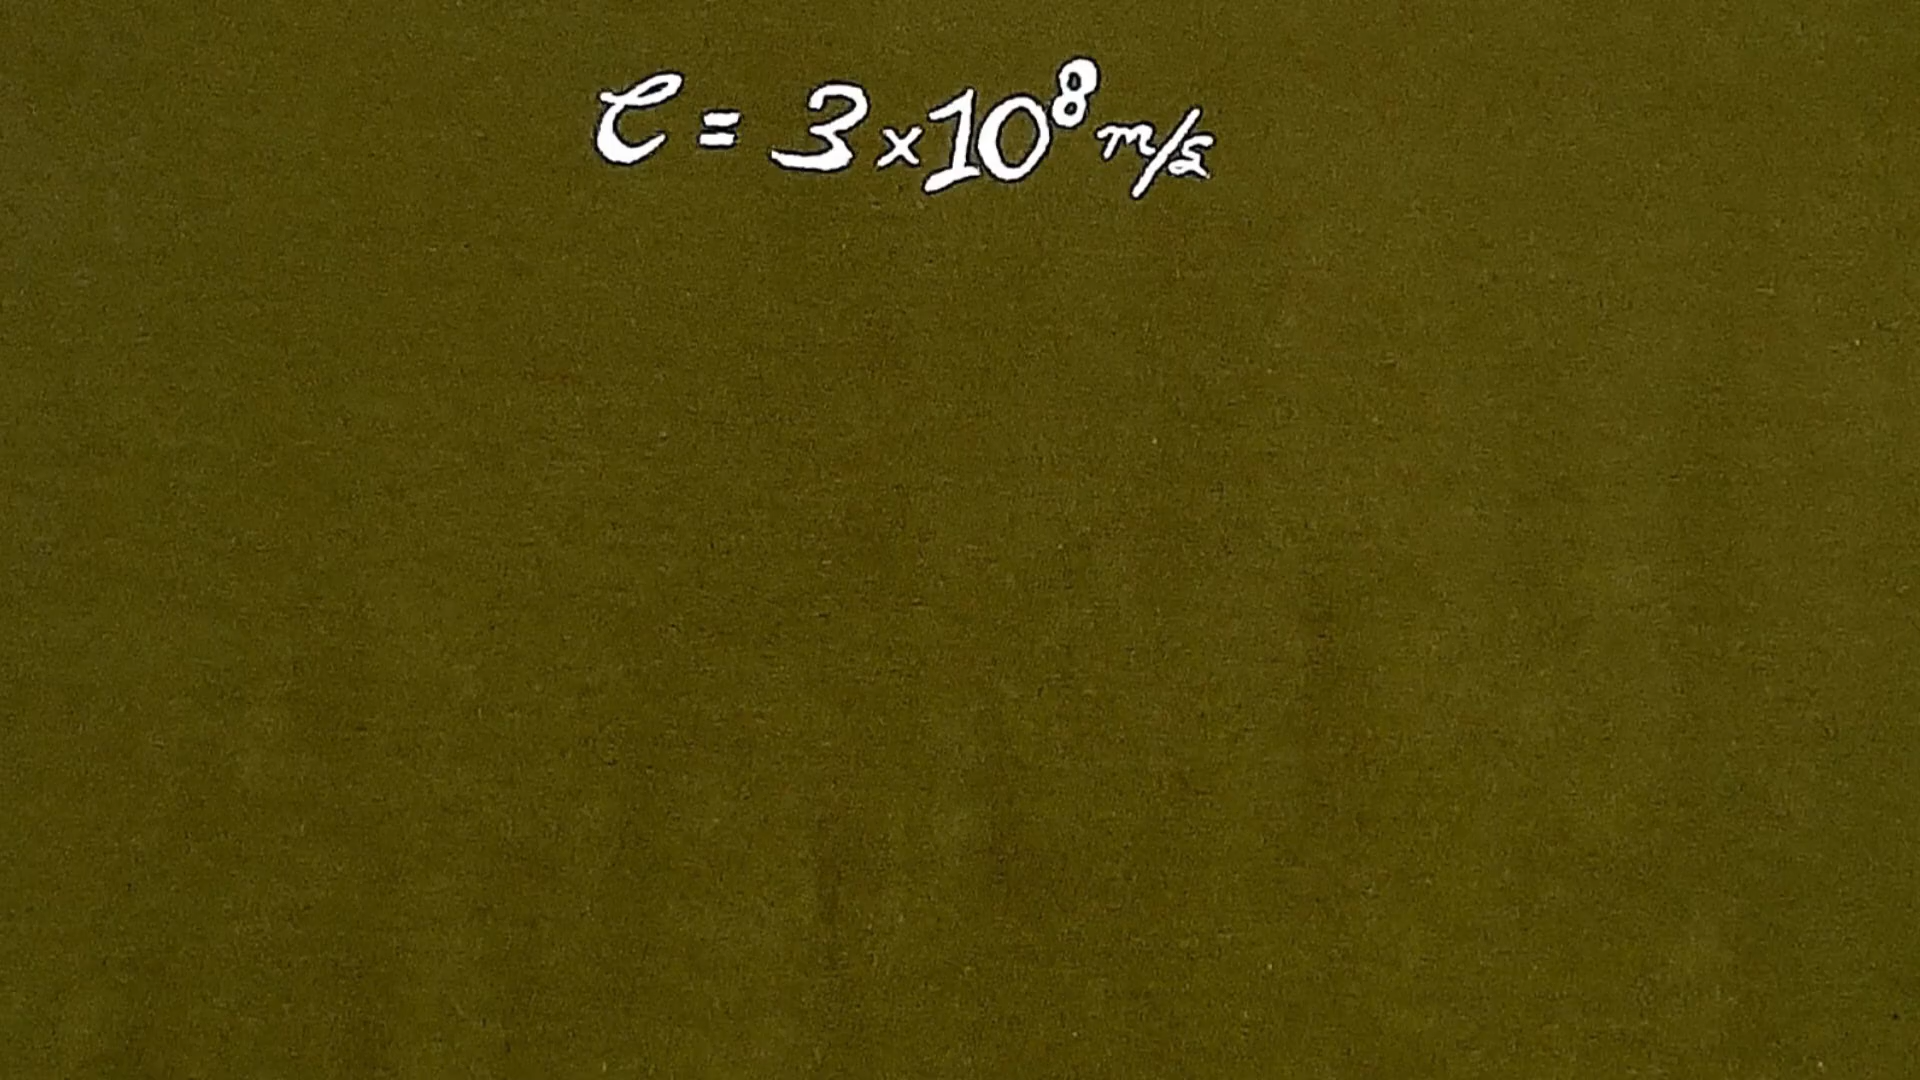 c = 3×10⁸ m/s